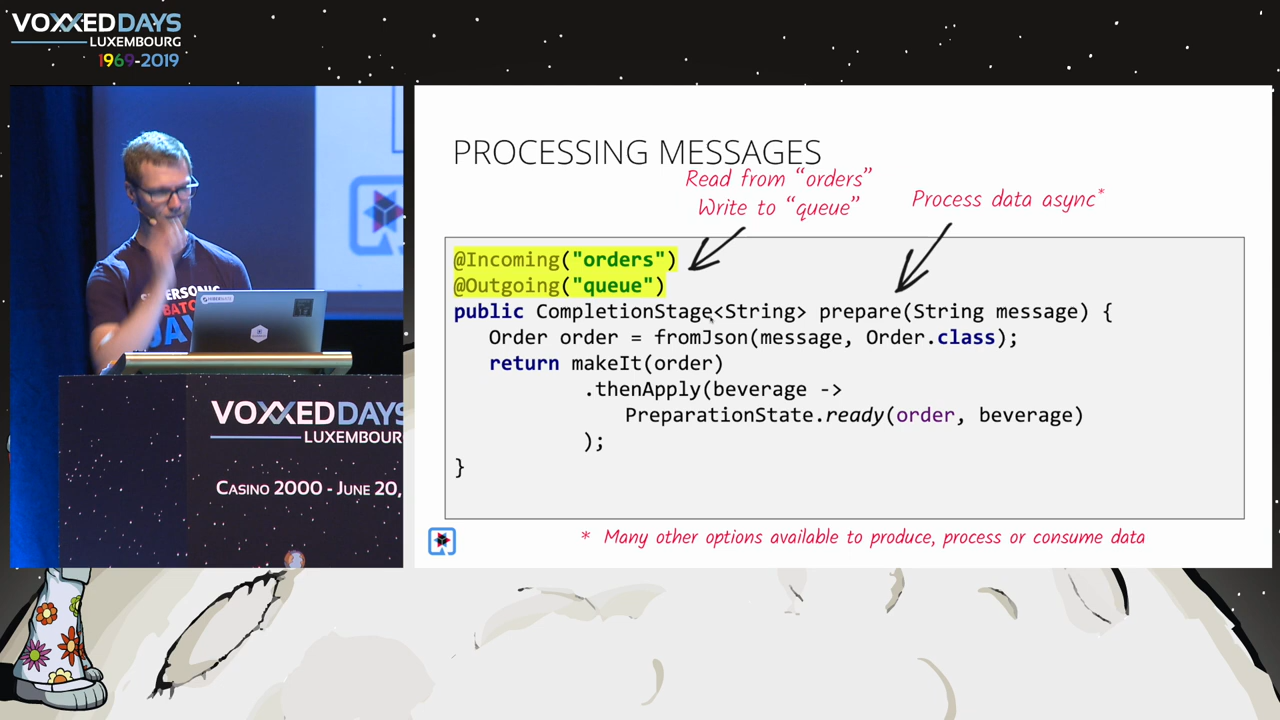 VOXXEDDAYS
LUXEMBOURG
1969-2019
PROCESSING MESSAGES
Read from “orders”
Write to “queue”
Process data async*
@Incoming("orders")
@Outgoing("queue")
public CompletionStage<String> prepare(String message) {
Order order = fromJson(message, Order.class);
return makeIt(order)
.thenApply(beverage ->
PreparationState.ready(order, beverage)
);
}
* Many other options available to produce, process or consume data
VOXXEDDAYS
LUXEMBOURG
CASINO 2000 - JUNE 20,